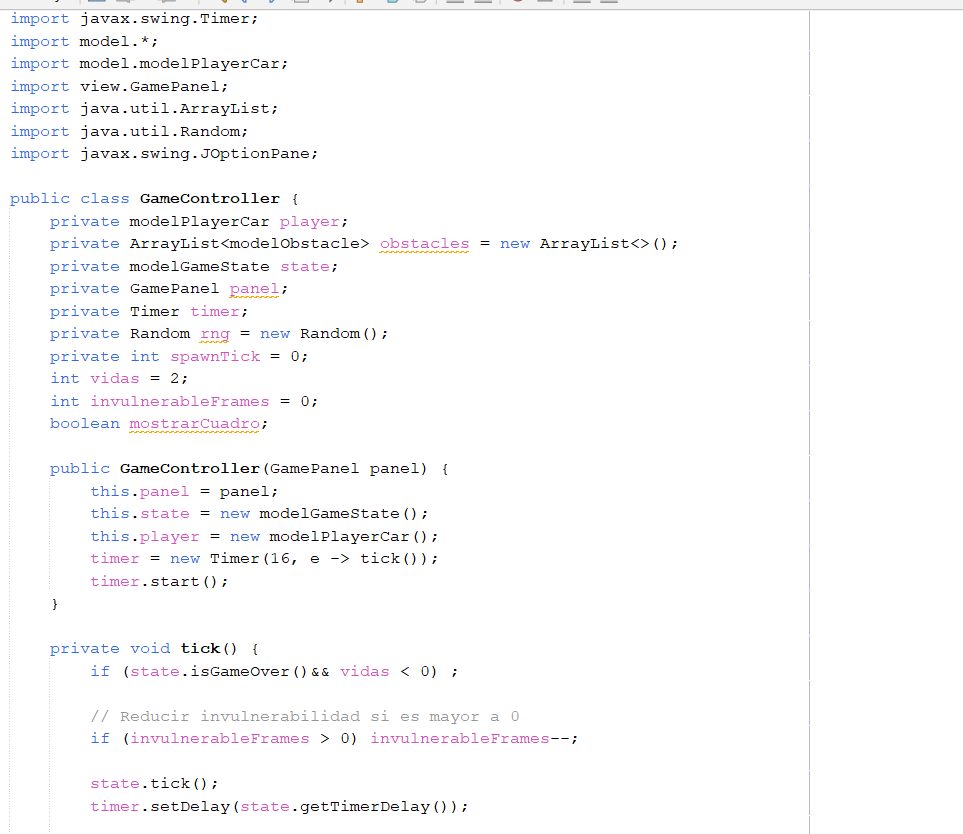 import javax.swing.Timer;
import model.*;
import model.modelPlayerCar;
import view.GamePanel;
import java.util.ArrayList;
import java.util.Random;
import javax.swing.JOptionPane;

public class GameController {
    private modelPlayerCar player;
    private ArrayList<modelObstacle> obstacles = new ArrayList<>();
    private modelGameState state;
    private GamePanel panel;
    private Timer timer;
    private Random rng = new Random();
    private int spawnTick = 0;
    int vidas = 2;
    int invulnerableFrames = 0;
    boolean mostrarCuadro;

    public GameController(GamePanel panel) {
        this.panel = panel;
        this.state = new modelGameState();
        this.player = new modelPlayerCar();
        timer = new Timer(16, e -> tick());
        timer.start();
    }

    private void tick() {
        if (state.isGameOver()&& vidas < 0) ;

        // Reducir invulnerabilidad si es mayor a 0
        if (invulnerableFrames > 0) invulnerableFrames--;

        state.tick();
        timer.setDelay(state.getTimerDelay());